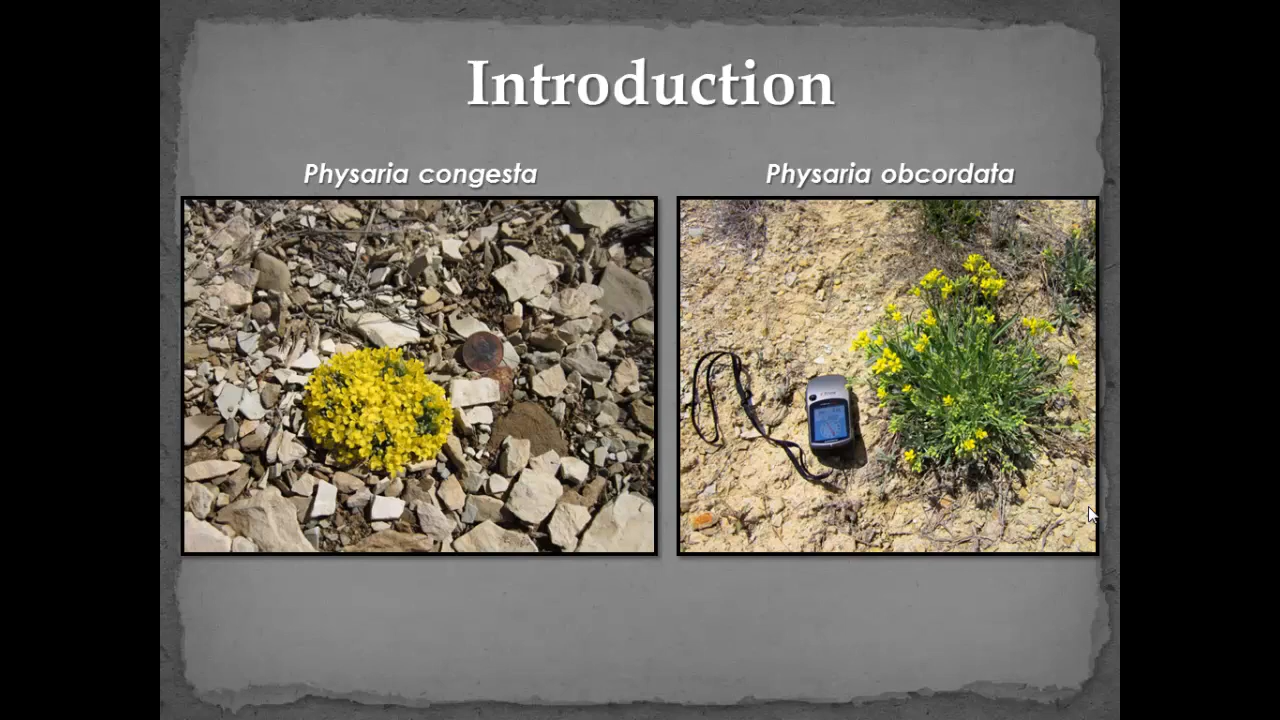 Introduction
Physaria congesta
Physaria obcordata